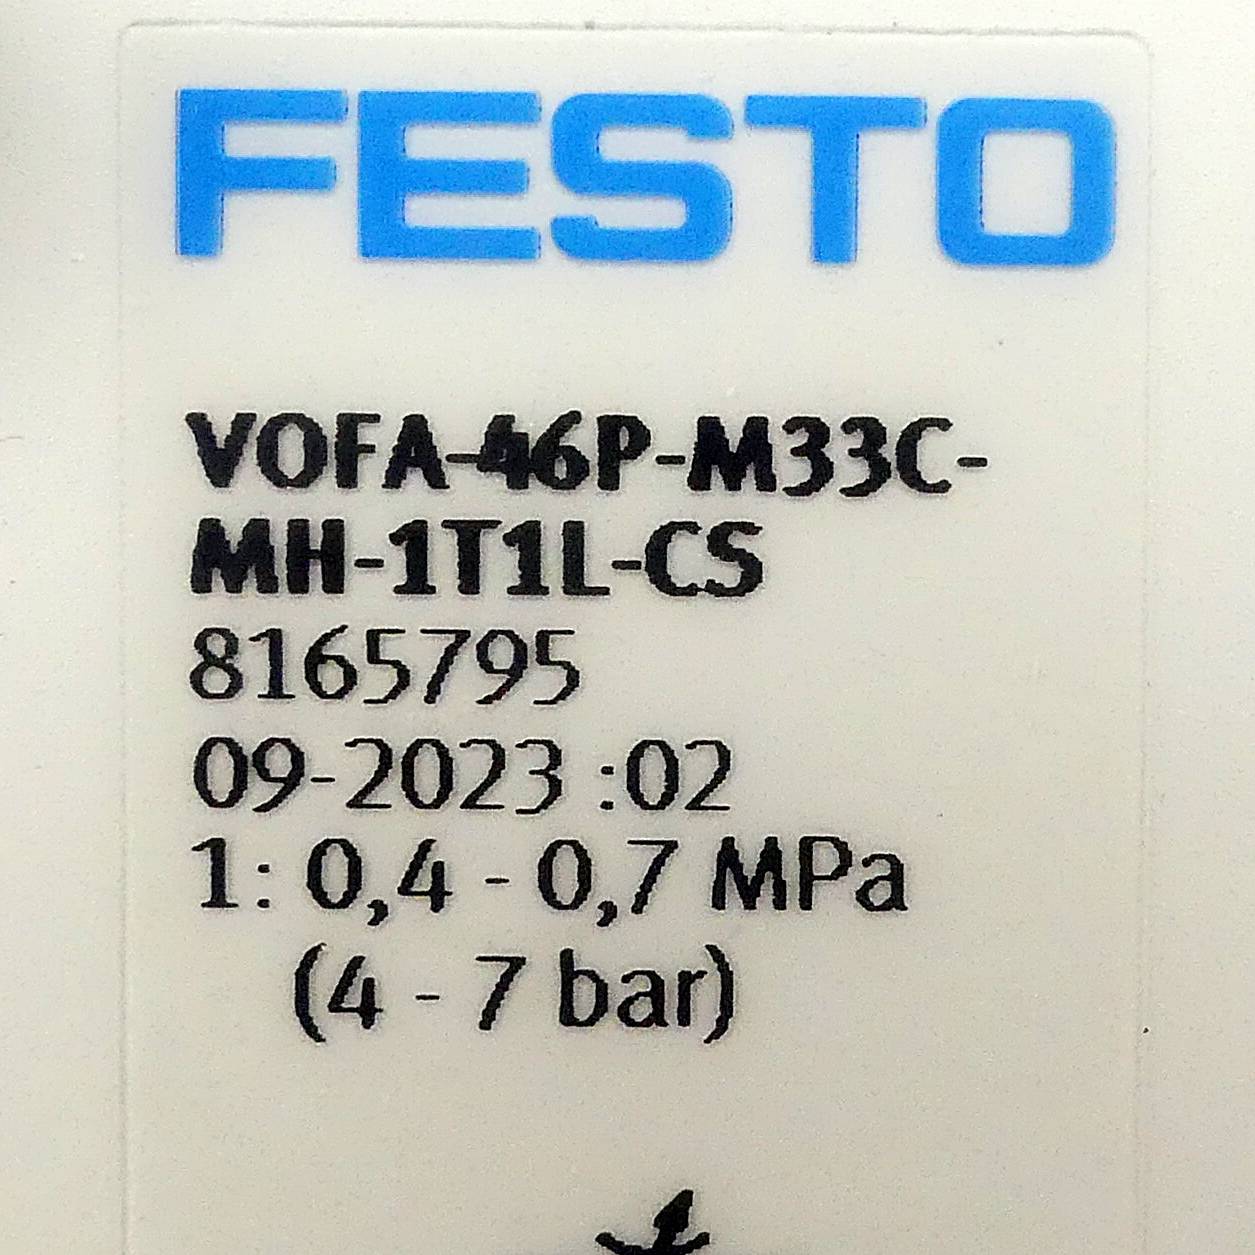 FESTO
VOFA-46P-M33C-
MH-1T1L-CS
8165795
09-2023 :02
1: 0,4 - 0,7 MPa
(4 - 7 bar)